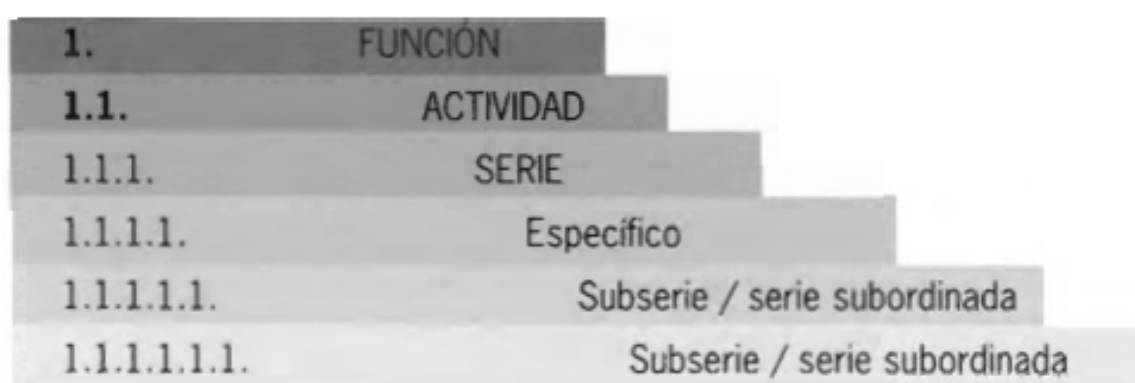 1. FUNCIÓN
1.1. ACTIVIDAD
1.1.1. SERIE
1.1.1.1. Específico
1.1.1.1.1. Subserie / serie subordinada
1.1.1.1.1.1. Subserie / serie subordinada